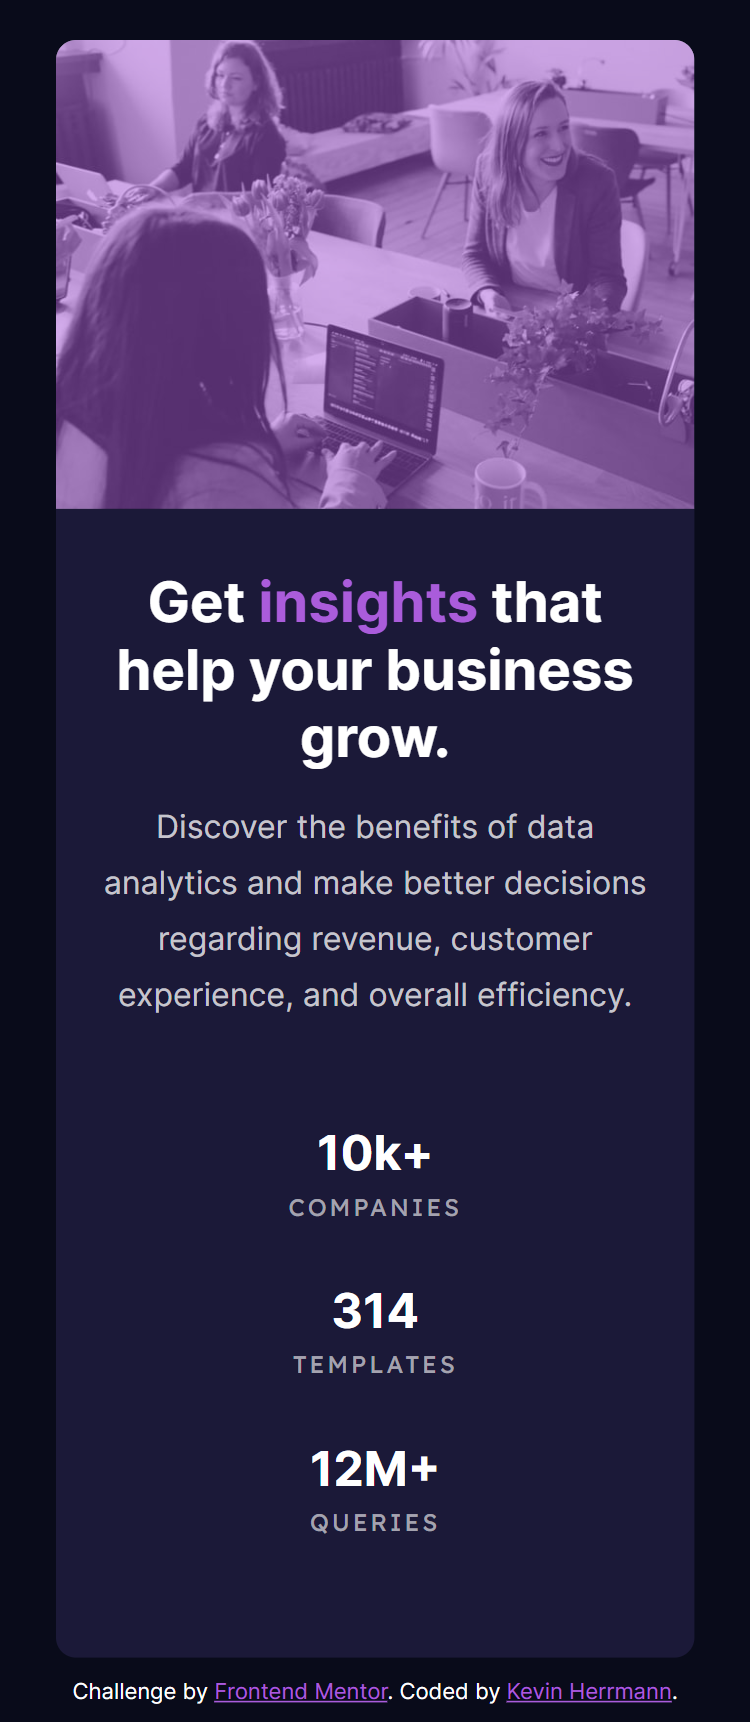 Get insights that
help your business
grow.
Discover the benefits of data
analytics and make better decisions
regarding revenue, customer
experience, and overall efficiency.
10k+
COMPANIES
314
TEMPLATES
12M+
QUERIES
Challenge by Frontend Mentor. Coded by Kevin Herrmann.